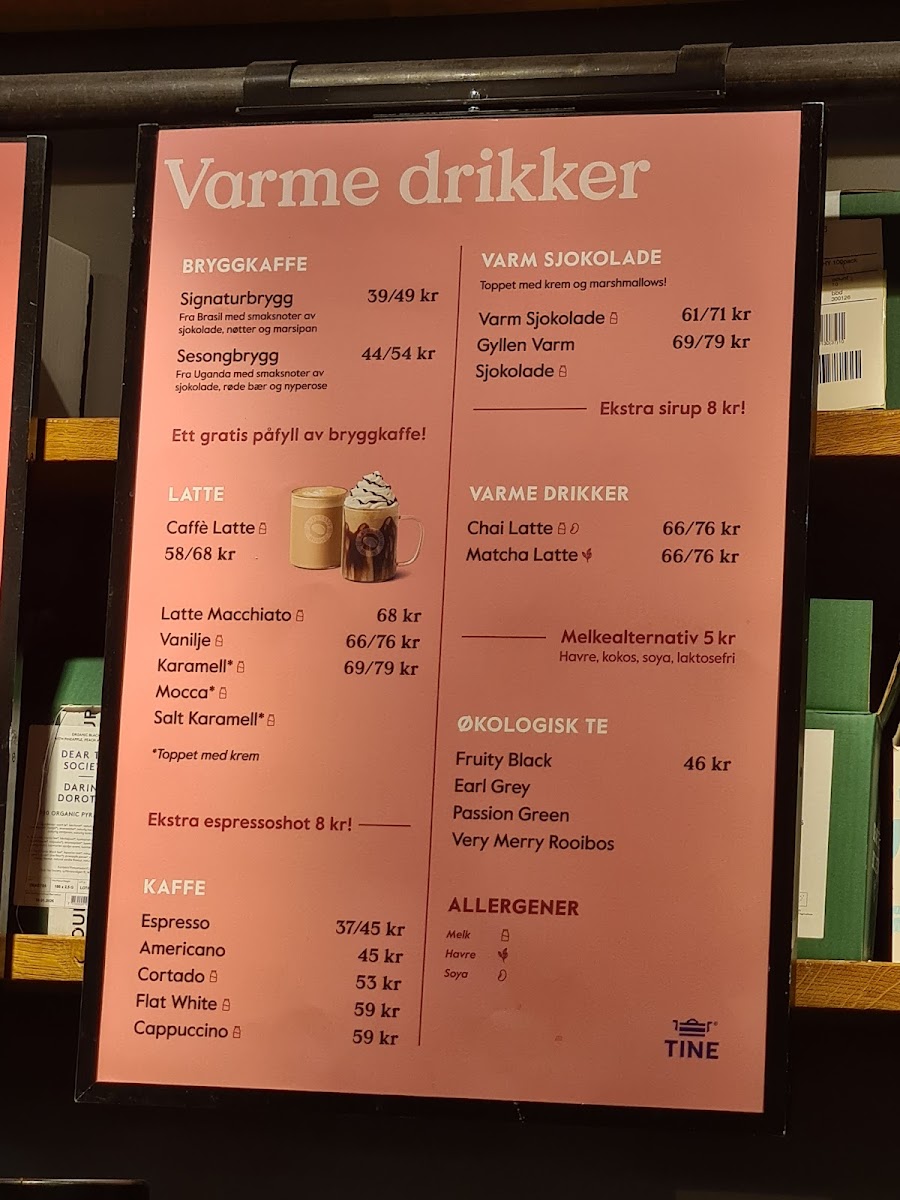 Varme drikker
BRYGGKAFFE
Signaturbrygg 39/49 kr
Fra Brasil med smaksnoter av
sjokolade, nøtter og marsipan
Sesongbrygg 44/54 kr
Fra Uganda med smaksnoter av
sjokolade, røde bær og nyperose
Ett gratis påfyll av bryggkaffe!
LATTE
Caffè Latte
58/68 kr
Latte Macchiato 68 kr
Vanilje 66/76 kr
Karamell* 69/79 kr
Mocca*
Salt Karamell*
*Toppet med krem
Ekstra espressoshot 8 kr!
KAFFE
Espresso 37/45 kr
Americano 45 kr
Cortado 53 kr
Flat White 59 kr
Cappuccino 59 kr
VARM SJOKOLADE
Toppet med krem og marshmallows!
Varm Sjokolade 61/71 kr
Gyllen Varm 69/79 kr
Sjokolade
Ekstra sirup 8 kr!
VARME DRIKKER
Chai Latte 66/76 kr
Matcha Latte 66/76 kr
Melkealternativ 5 kr
Havre, kokos, soya, laktosefri
ØKOLOGISK TE
Fruity Black 46 kr
Earl Grey
Passion Green
Very Merry Rooibos
ALLERGENER
Melk
Havre
Soya
TINE
DEAR
SOCIE
DARIN
DOROT
ORGANIC PYR